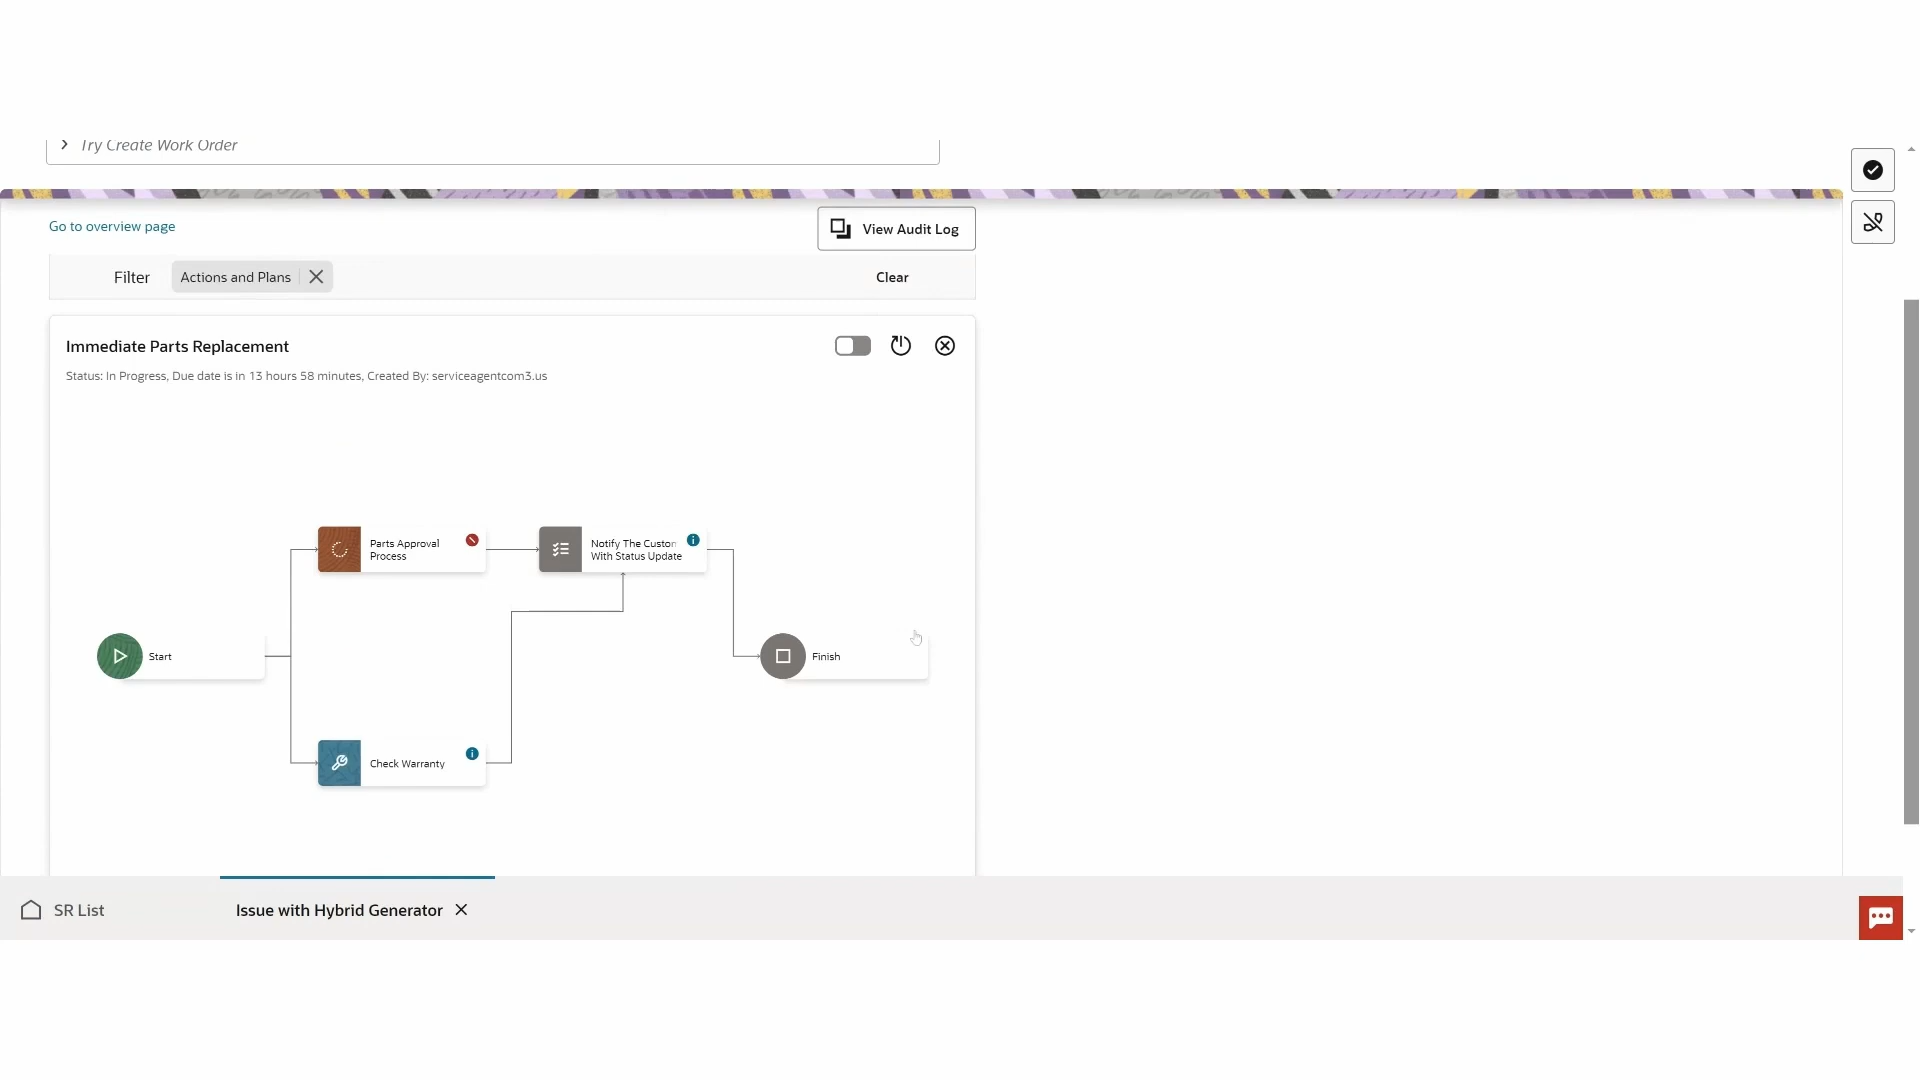 Try Create Work Order
Go to overview page
View Audit Log
Filter
Actions and Plans
Clear
Immediate Parts Replacement
Status: In Progress, Due date is in 13 hours 58 minutes, Created By: serviceagentcom3.us
Parts Approval
Process
Notify The Custon
With Status Update
Start
Finish
Check Warranty
SR List
Issue with Hybrid Generator